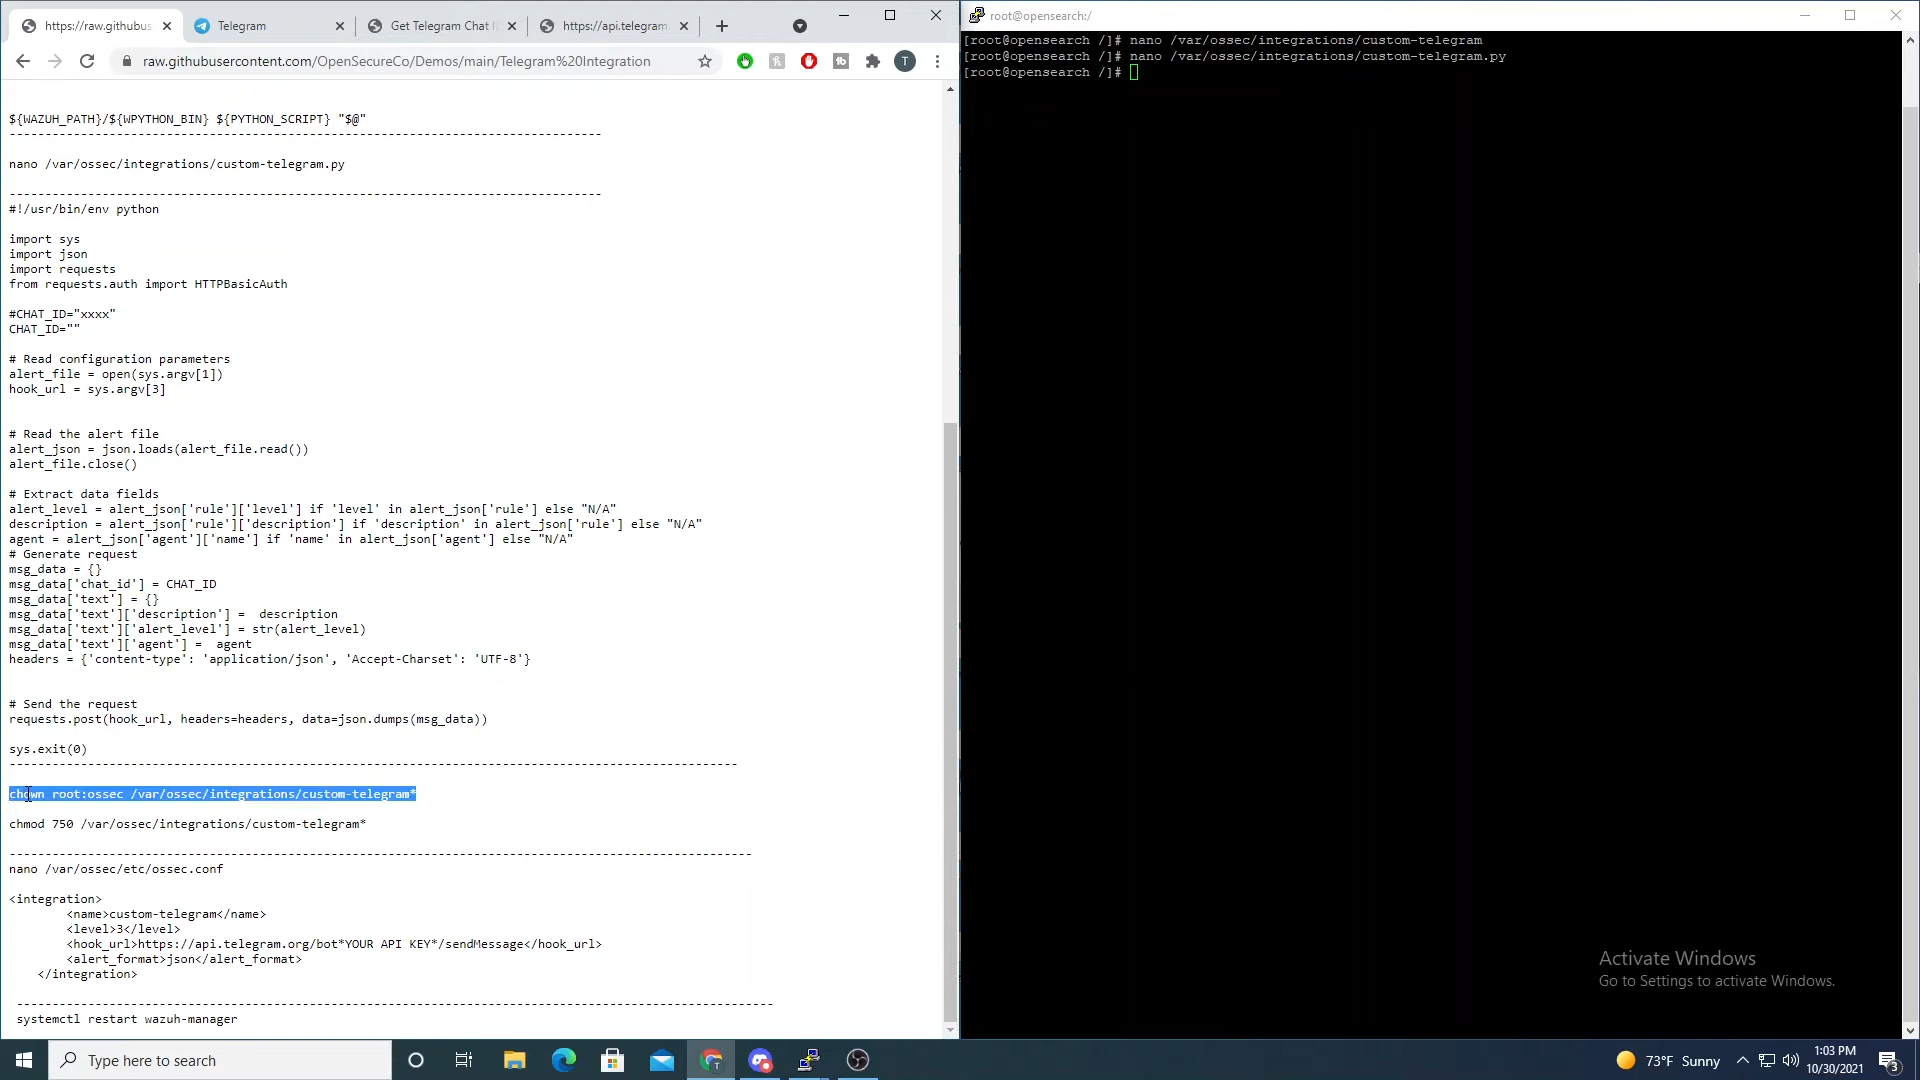 https://raw.githubus
Telegram
Get Telegram Chat I
https://api.telegram
root@opensearch:/
raw.githubusercontent.com/OpenSecureCo/Demos/main/Telegram%20Integration
T
[root@opensearch /]# nano /var/ossec/integrations/custom-telegram
[root@opensearch /]# nano /var/ossec/integrations/custom-telegram.py
[root@opensearch /]#
${WAZUH_PATH}/${WPYTHON_BIN} ${PYTHON_SCRIPT} "$@"
-----------------------------------------------------------------------------------
nano /var/ossec/integrations/custom-telegram.py
-----------------------------------------------------------------------------------
#!/usr/bin/env python
import sys
import json
import requests
from requests.auth import HTTPBasicAuth
#CHAT_ID="xxxx"
CHAT_ID=""
# Read configuration parameters
alert_file = open(sys.argv[1])
hook_url = sys.argv[3]
# Read the alert file
alert_json = json.loads(alert_file.read())
alert_file.close()
# Extract data fields
alert_level = alert_json['rule']['level'] if 'level' in alert_json['rule'] else "N/A"
description = alert_json['rule']['description'] if 'description' in alert_json['rule'] else "N/A"
agent = alert_json['agent']['name'] if 'name' in alert_json['agent'] else "N/A"
# Generate request
msg_data = {}
msg_data['chat_id'] = CHAT_ID
msg_data['text'] = {}
msg_data['text']['description'] =  description
msg_data['text']['alert_level'] = str(alert_level)
msg_data['text']['agent'] =  agent
headers = {'content-type': 'application/json', 'Accept-Charset': 'UTF-8'}
# Send the request
requests.post(hook_url, headers=headers, data=json.dumps(msg_data))
sys.exit(0)
------------------------------------------------------------------------------------------------------
chown root:ossec /var/ossec/integrations/custom-telegram*
chmod 750 /var/ossec/integrations/custom-telegram*
--------------------------------------------------------------------------------------------------------
nano /var/ossec/etc/ossec.conf
<integration>
<name>custom-telegram</name>
<level>3</level>
<hook_url>https://api.telegram.org/bot*YOUR API KEY*/sendMessage</hook_url>
<alert_format>json</alert_format>
</integration>
----------------------------------------------------------------------------------------------------------
systemctl restart wazuh-manager
Activate Windows
Go to Settings to activate Windows.
Type here to search
73°F Sunny
1:03 PM
10/30/2021
3